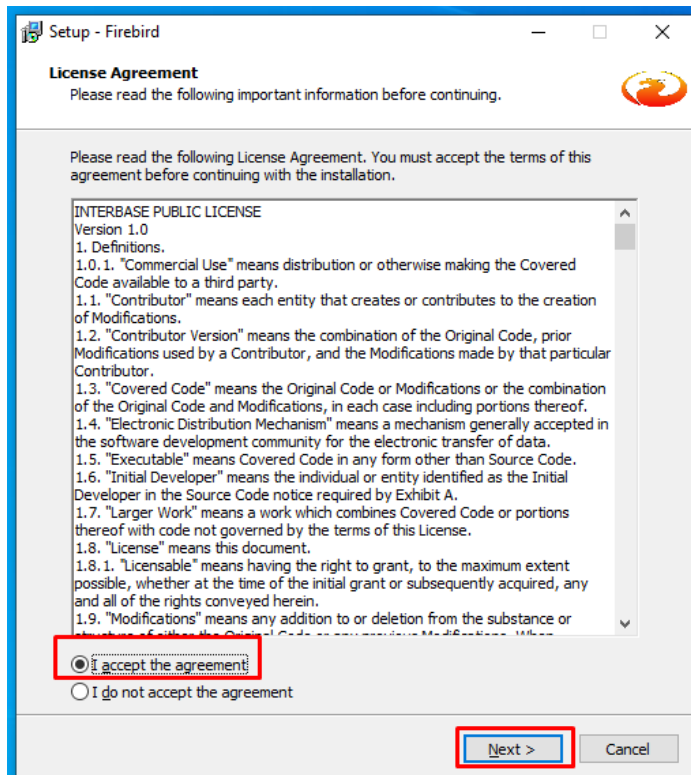 Setup - Firebird
License Agreement
Please read the following important information before continuing.
Please read the following License Agreement. You must accept the terms of this
agreement before continuing with the installation.
INTERBASE PUBLIC LICENSE
Version 1.0
1. Definitions.
1.0.1. "Commercial Use" means distribution or otherwise making the Covered
Code available to a third party.
1.1. "Contributor" means each entity that creates or contributes to the creation
of Modifications.
1.2. "Contributor Version" means the combination of the Original Code, prior
Modifications used by a Contributor, and the Modifications made by that particular
Contributor.
1.3. "Covered Code" means the Original Code or Modifications or the combination
of the Original Code and Modifications, in each case including portions thereof.
1.4. "Electronic Distribution Mechanism" means a mechanism generally accepted in
the software development community for the electronic transfer of data.
1.5. "Executable" means Covered Code in any form other than Source Code.
1.6. "Initial Developer" means the individual or entity identified as the Initial
Developer in the Source Code notice required by Exhibit A.
1.7. "Larger Work" means a work which combines Covered Code or portions
thereof with code not governed by the terms of this License.
1.8. "License" means this document.
1.8.1. "Licensable" means having the right to grant, to the maximum extent
possible, whether at the time of the initial grant or subsequently acquired, any
and all of the rights conveyed herein.
1.9. "Modifications" means any addition to or deletion from the substance or
structure of either the Original Code or any previous Modifications. When
I accept the agreement
I do not accept the agreement
Next >
Cancel